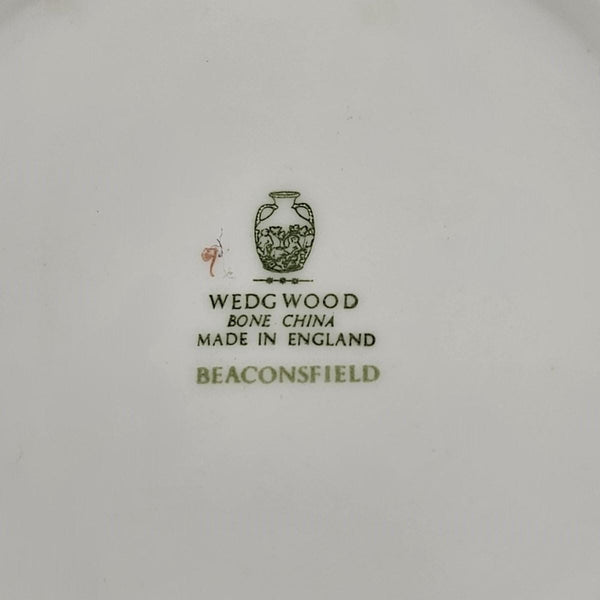 WEDGWOOD
BONE CHINA
MADE IN ENGLAND
BEACONSFIELD